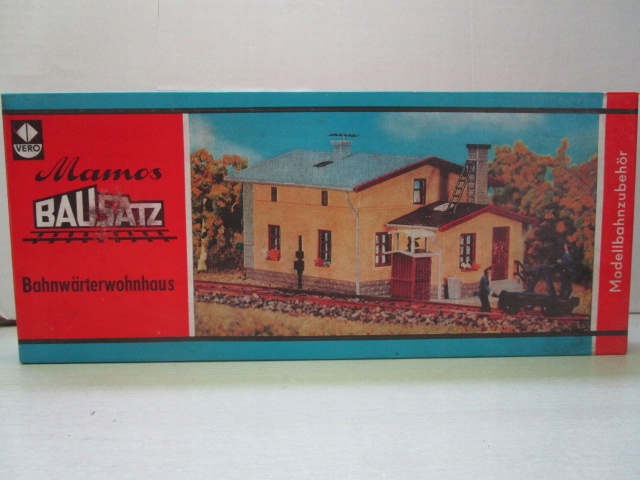 VERO
Mamos
BAUSATZ
Bahnwärterwohnhaus
Modellbahnzubehör